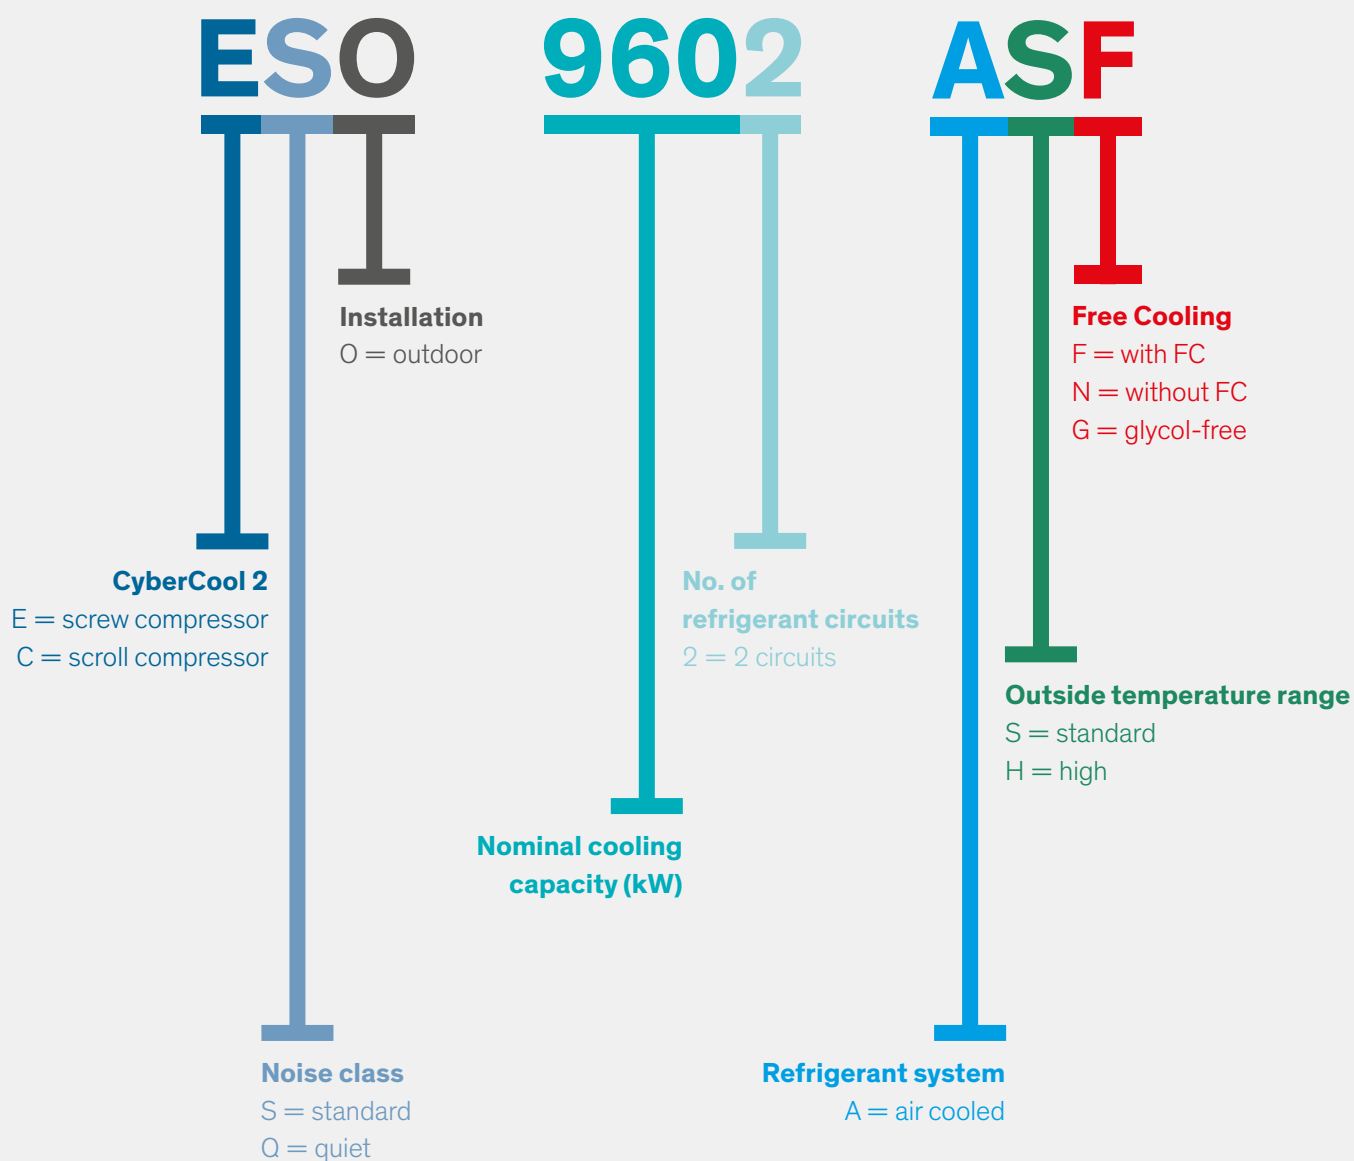 ESO 9602 ASF
Installation
O = outdoor
Free Cooling
F = with FC
N = without FC
G = glycol-free
CyberCool 2
E = screw compressor
C = scroll compressor
No. of
refrigerant circuits
2 = 2 circuits
Outside temperature range
S = standard
H = high
Nominal cooling
capacity (kW)
Noise class
S = standard
Q = quiet
Refrigerant system
A = air cooled